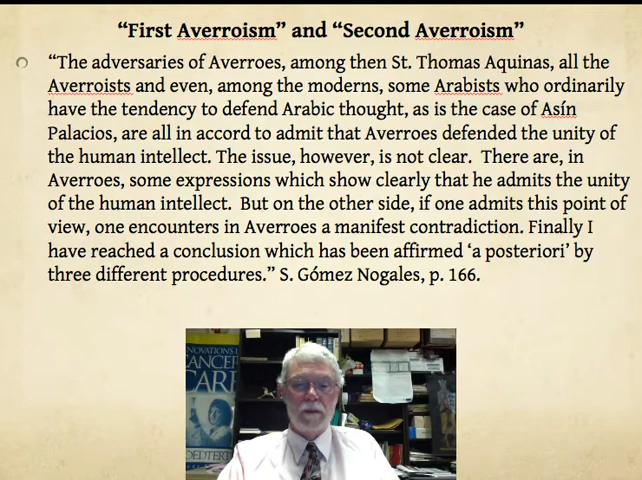 “First Averroism” and “Second Averroism”
“The adversaries of Averroes, among then St. Thomas Aquinas, all the
Averroists and even, among the moderns, some Arabists who ordinarily
have the tendency to defend Arabic thought, as is the case of Asín
Palacios, are all in accord to admit that Averroes defended the unity of
the human intellect. The issue, however, is not clear.  There are, in
Averroes, some expressions which show clearly that he admits the unity
of the human intellect.  But on the other side, if one admits this point of
view, one encounters in Averroes a manifest contradiction. Finally I
have reached a conclusion which has been affirmed ‘a posteriori’ by
three different procedures.” S. Gómez Nogales, p. 166.
CANCER
CARE